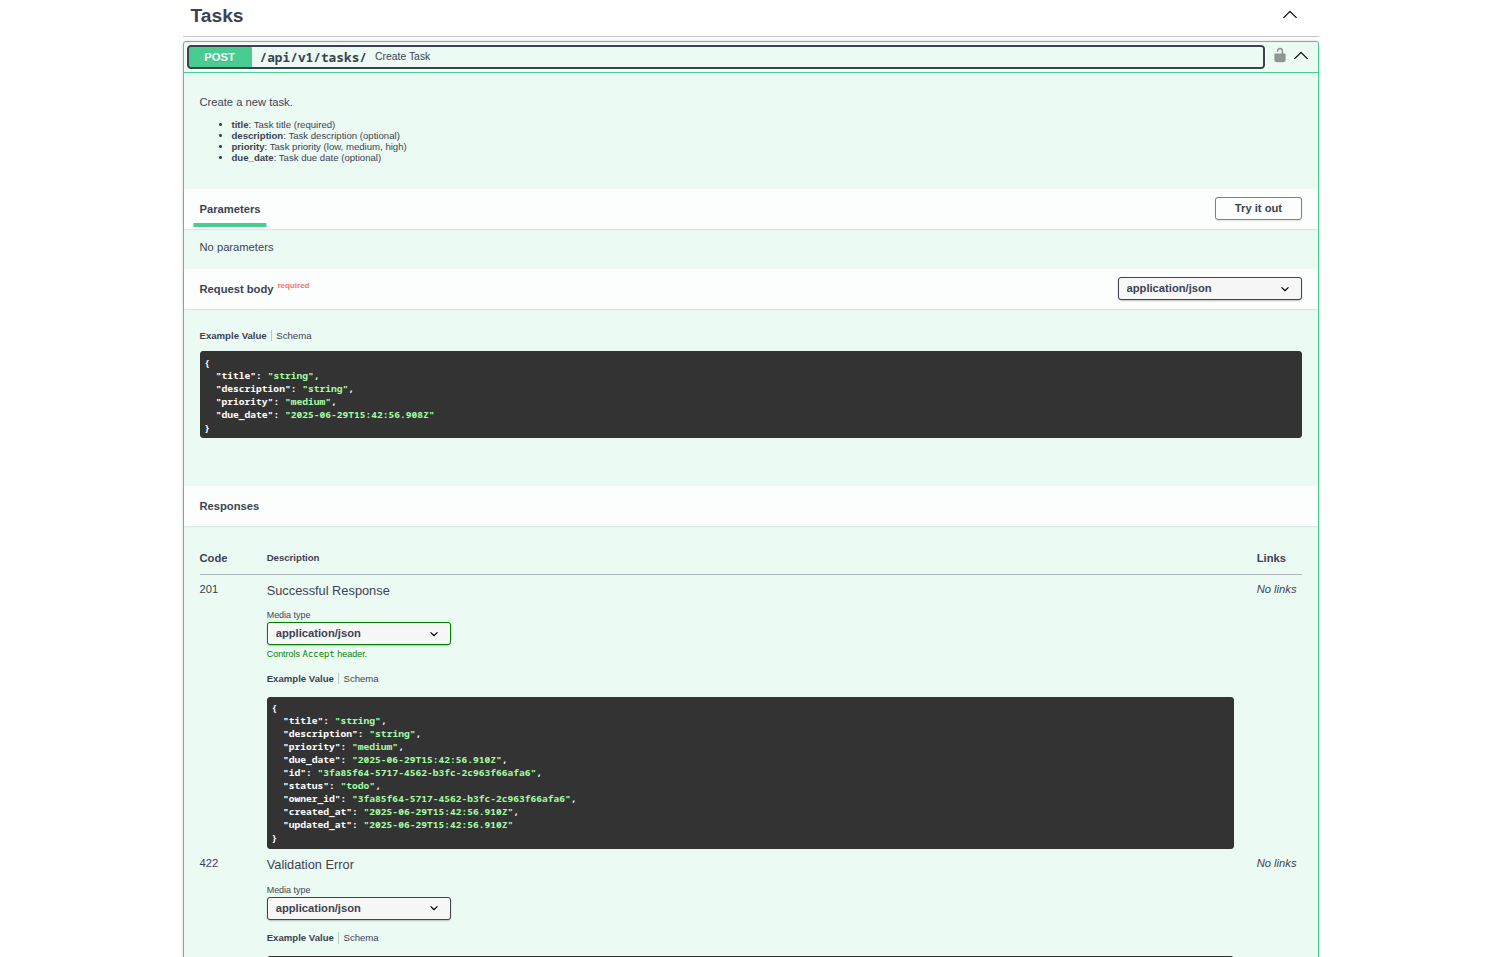 Tasks
POST /api/v1/tasks/ Create Task
Create a new task.
title: Task title (required)
description: Task description (optional)
priority: Task priority (low, medium, high)
due_date: Task due date (optional)
Parameters
Try it out
No parameters
Request body required
application/json
Example Value | Schema
{
  "title": "string",
  "description": "string",
  "priority": "medium",
  "due_date": "2025-06-29T15:42:56.908Z"
}
Responses
Code Description Links
201 Successful Response No links
Media type
application/json
Controls Accept header.
Example Value | Schema
{
  "title": "string",
  "description": "string",
  "priority": "medium",
  "due_date": "2025-06-29T15:42:56.910Z",
  "id": "3fa85f64-5717-4562-b3fc-2c963f66afa6",
  "status": "todo",
  "owner_id": "3fa85f64-5717-4562-b3fc-2c963f66afa6",
  "created_at": "2025-06-29T15:42:56.910Z",
  "updated_at": "2025-06-29T15:42:56.910Z"
}
422 Validation Error No links
Media type
application/json
Example Value | Schema